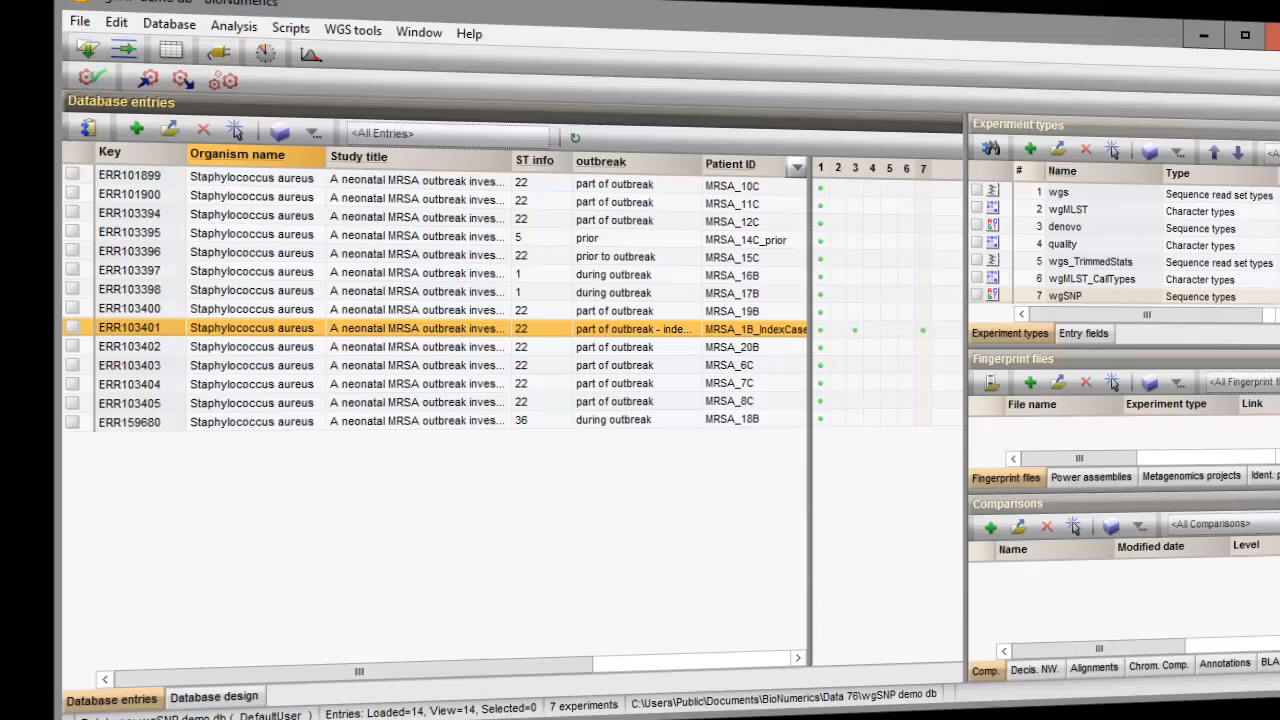 demo db - BioNumerics
File Edit Database Analysis Scripts WGS tools Window Help
Database entries
<All Entries>
Key Organism name Study title ST info outbreak Patient ID 1 2 3 4 5 6 7
ERR101899 Staphylococcus aureus A neonatal MRSA outbreak inves... 22 part of outbreak MRSA_10C
ERR101900 Staphylococcus aureus A neonatal MRSA outbreak inves... 22 part of outbreak MRSA_11C
ERR103394 Staphylococcus aureus A neonatal MRSA outbreak inves... 22 part of outbreak MRSA_12C
ERR103395 Staphylococcus aureus A neonatal MRSA outbreak inves... 5 prior MRSA_14C_prior
ERR103396 Staphylococcus aureus A neonatal MRSA outbreak inves... 22 prior to outbreak MRSA_15C
ERR103397 Staphylococcus aureus A neonatal MRSA outbreak inves... 1 during outbreak MRSA_16B
ERR103398 Staphylococcus aureus A neonatal MRSA outbreak inves... 1 during outbreak MRSA_17B
ERR103400 Staphylococcus aureus A neonatal MRSA outbreak inves... 22 part of outbreak MRSA_19B
ERR103401 Staphylococcus aureus A neonatal MRSA outbreak inves... 22 part of outbreak - inde... MRSA_1B_IndexCase
ERR103402 Staphylococcus aureus A neonatal MRSA outbreak inves... 22 part of outbreak MRSA_20B
ERR103403 Staphylococcus aureus A neonatal MRSA outbreak inves... 22 part of outbreak MRSA_6C
ERR103404 Staphylococcus aureus A neonatal MRSA outbreak inves... 22 part of outbreak MRSA_7C
ERR103405 Staphylococcus aureus A neonatal MRSA outbreak inves... 22 part of outbreak MRSA_8C
ERR159680 Staphylococcus aureus A neonatal MRSA outbreak inves... 36 during outbreak MRSA_18B
Database entries Database design
wgSNP demo db (_DefaultUser_) Entries: Loaded=14, View=14, Selected=0 7 experiments C:\Users\Public\Documents\BioNumerics\Data 76\wgSNP demo db
Experiment types
<A
# Name Type
1 wgs Sequence read set types
2 wgMLST Character types
3 denovo Sequence types
4 quality Character types
5 wgs_TrimmedStats Sequence read set types
6 wgMLST_CallTypes Character types
7 wgSNP Sequence types
Experiment types Entry fields
Fingerprint files
<All Fingerprint f
File name Experiment type Link
Fingerprint files Power assemblies Metagenomics projects Ident. p
Comparisons
<All Comparisons>
Name Modified date Level
Comp. Decis. NW. Alignments Chrom. Comp. Annotations BLA